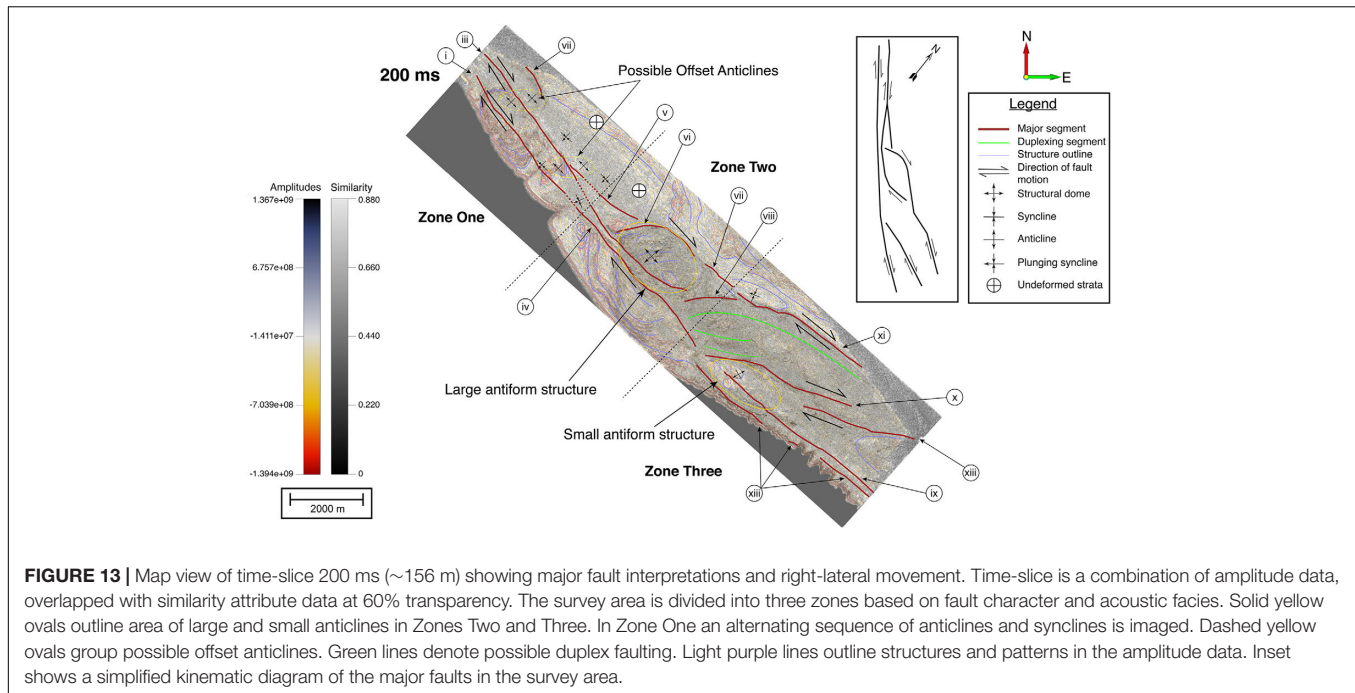 200 ms
i
iii
vii
Possible Offset Anticlines
v
vi
Zone Two
vii
viii
Zone One
iv
Large antiform structure
Small antiform structure
Zone Three
xi
x
xiii
ix
xiii
Amplitudes Similarity
1.367e+09 0.880
6.757e+08 0.660
-1.411e+07 0.440
-7.039e+08 0.220
-1.394e+09 0
2000 m
N
N
E
Legend
Major segment
Duplexing segment
Structure outline
Direction of fault
motion
Structural dome
Syncline
Anticline
Plunging syncline
Undeformed strata
FIGURE 13 | Map view of time-slice 200 ms (~156 m) showing major fault interpretations and right-lateral movement. Time-slice is a combination of amplitude data,
overlapped with similarity attribute data at 60% transparency. The survey area is divided into three zones based on fault character and acoustic facies. Solid yellow
ovals outline area of large and small anticlines in Zones Two and Three. In Zone One an alternating sequence of anticlines and synclines is imaged. Dashed yellow
ovals group possible offset anticlines. Green lines denote possible duplex faulting. Light purple lines outline structures and patterns in the amplitude data. Inset
shows a simplified kinematic diagram of the major faults in the survey area.